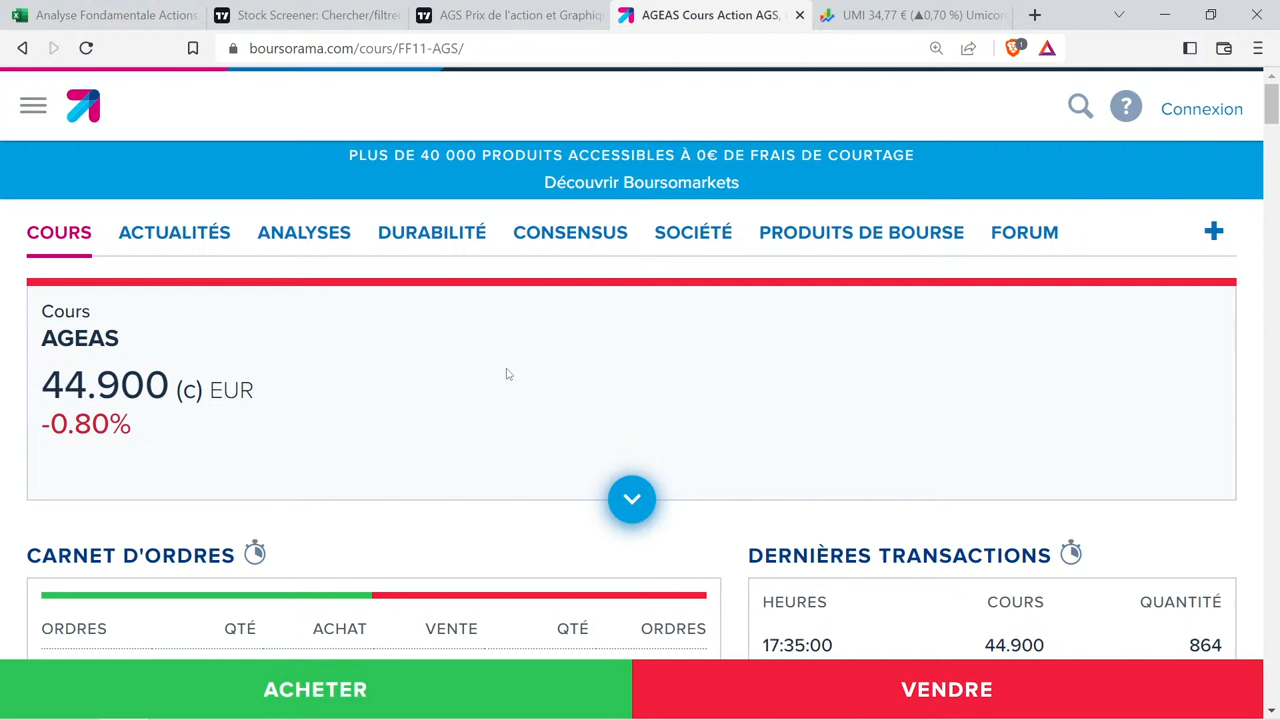 Analyse Fondamentale Actions
Stock Screener: Chercher/filtre
AGS Prix de l'action et Graphiq
AGEAS Cours Action AGS,
UMI 34,77 € (▲0,70 %) Umico
boursorama.com/cours/FF11-AGS/
1
Connexion
PLUS DE 40 000 PRODUITS ACCESSIBLES À 0€ DE FRAIS DE COURTAGE
Découvrir Boursomarkets
COURS ACTUALITÉS ANALYSES DURABILITÉ CONSENSUS SOCIÉTÉ PRODUITS DE BOURSE FORUM
Cours
AGEAS
44.900 (c) EUR
-0.80%
CARNET D'ORDRES
ORDRES QTÉ ACHAT VENTE QTÉ ORDRES
DERNIÈRES TRANSACTIONS
HEURES COURS QUANTITÉ
17:35:00 44.900 864
ACHETER
VENDRE